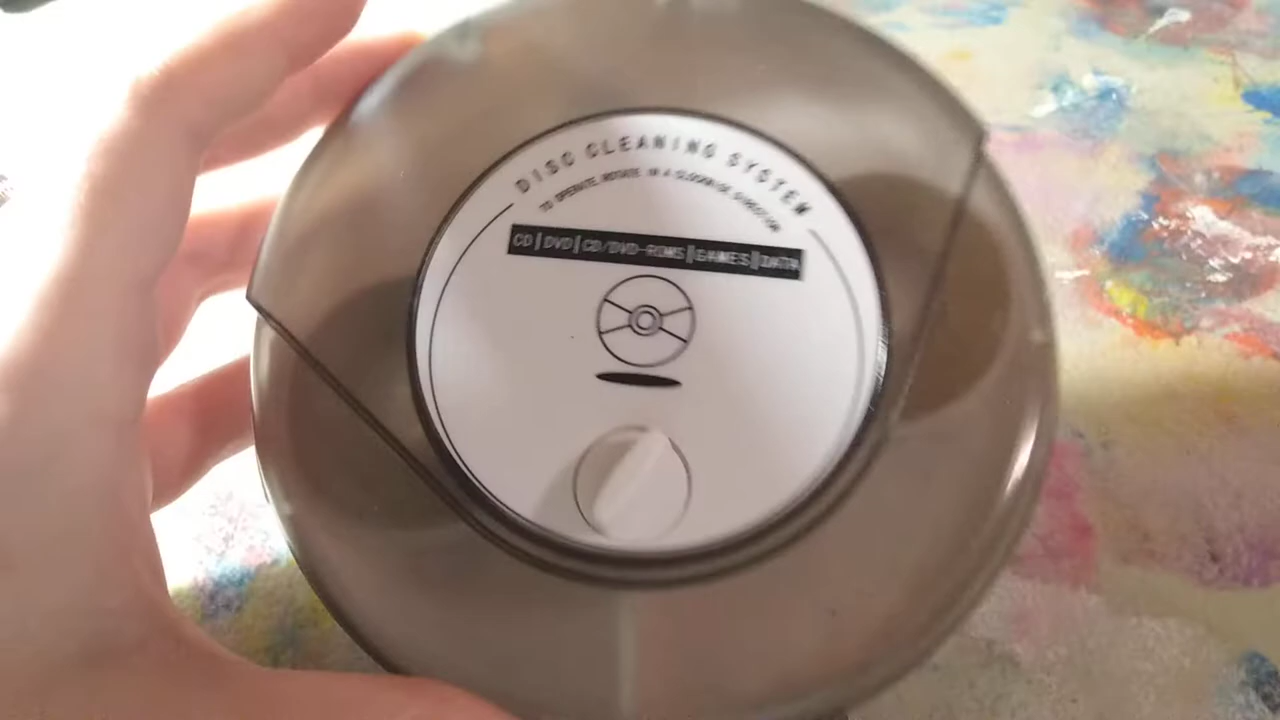 DISC CLEANING SYSTEM
TO OPERATE ROTATE IN A CLOCKWISE DIRECTION
CD|DVD|CD/DVD-ROMS|GAMES|DATA